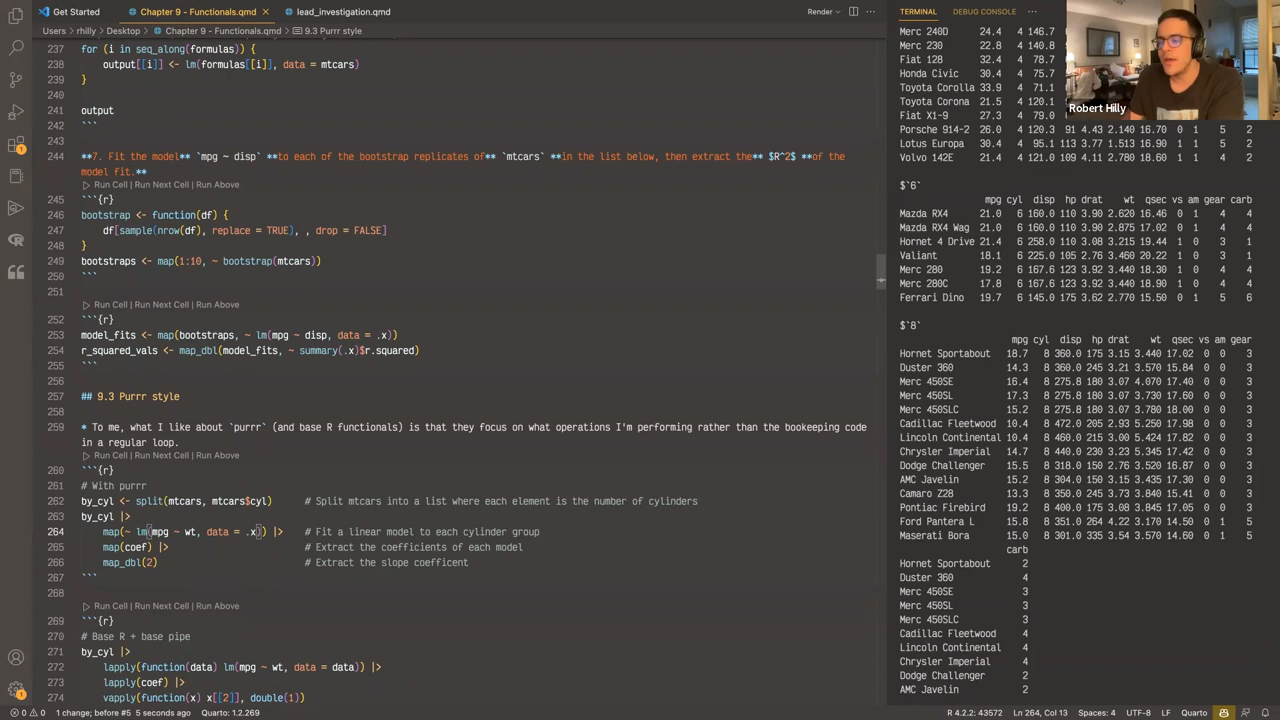 Get Started
Chapter 9 - Functionals.qmd
lead_investigation.qmd
Render
Users > rhilly > Desktop > Chapter 9 - Functionals.qmd > 9.3 Purrr style
237 for (i in seq_along(formulas)) {
238 output[[i]] <- lm(formulas[[i]], data = mtcars)
239 }
240
241 output
242 ```
243
244 **7. Fit the model** `mpg ~ disp` **to each of the bootstrap replicates of** `mtcars` **in the list below, then extract the** $R^2$ **of the
model fit.**
Run Cell | Run Next Cell | Run Above
245 ```{r}
246 bootstrap <- function(df) {
247 df[sample(nrow(df), replace = TRUE), , drop = FALSE]
248 }
249 bootstraps <- map(1:10, ~ bootstrap(mtcars))
250 ```
251
Run Cell | Run Next Cell | Run Above
252 ```{r}
253 model_fits <- map(bootstraps, ~ lm(mpg ~ disp, data = .x))
254 r_squared_vals <- map_dbl(model_fits, ~ summary(.x)$r.squared)
255 ```
256
257 ## 9.3 Purrr style
258
259 * To me, what I like about `purrr` (and base R functionals) is that they focus on what operations I'm performing rather than the bookeeping code
in a regular loop.
Run Cell | Run Next Cell | Run Above
260 ```{r}
261 # With purrr
262 by_cyl <- split(mtcars, mtcars$cyl) # Split mtcars into a list where each element is the number of cylinders
263 by_cyl |>
264 map(~ lm(mpg ~ wt, data = .x)) |> # Fit a linear model to each cylinder group
265 map(coef) |> # Extract the coefficients of each model
266 map_dbl(2) # Extract the slope coefficent
267 ```
268
Run Cell | Run Next Cell | Run Above
269 ```{r}
270 # Base R + base pipe
271 by_cyl |>
272 lapply(function(data) lm(mpg ~ wt, data = data)) |>
273 lapply(coef) |>
274 vapply(function(x) x[[2]], double(1))
TERMINAL DEBUG CONSOLE
Merc 240D 24.4 4 146.7
Merc 230 22.8 4 140.8
Fiat 128 32.4 4 78.7
Honda Civic 30.4 4 75.7
Toyota Corolla 33.9 4 71.1
Toyota Corona 21.5 4 120.1
Fiat X1-9 27.3 4 79.0
Porsche 914-2 26.0 4 120.3 91 4.43 2.140 16.70 0 1 5 2
Lotus Europa 30.4 4 95.1 113 3.77 1.513 16.90 1 1 5 2
Volvo 142E 21.4 4 121.0 109 4.11 2.780 18.60 1 1 4 2
$`6`
mpg cyl disp hp drat wt qsec vs am gear carb
Mazda RX4 21.0 6 160.0 110 3.90 2.620 16.46 0 1 4 4
Mazda RX4 Wag 21.0 6 160.0 110 3.90 2.875 17.02 0 1 4 4
Hornet 4 Drive 21.4 6 258.0 110 3.08 3.215 19.44 1 0 3 1
Valiant 18.1 6 225.0 105 2.76 3.460 20.22 1 0 3 1
Merc 280 19.2 6 167.6 123 3.92 3.440 18.30 1 0 4 4
Merc 280C 17.8 6 167.6 123 3.92 3.440 18.90 1 0 4 4
Ferrari Dino 19.7 6 145.0 175 3.62 2.770 15.50 0 1 5 6
$`8`
mpg cyl disp hp drat wt qsec vs am gear
Hornet Sportabout 18.7 8 360.0 175 3.15 3.440 17.02 0 0 3
Duster 360 14.3 8 360.0 245 3.21 3.570 15.84 0 0 3
Merc 450SE 16.4 8 275.8 180 3.07 4.070 17.40 0 0 3
Merc 450SL 17.3 8 275.8 180 3.07 3.730 17.60 0 0 3
Merc 450SLC 15.2 8 275.8 180 3.07 3.780 18.00 0 0 3
Cadillac Fleetwood 10.4 8 472.0 205 2.93 5.250 17.98 0 0 3
Lincoln Continental 10.4 8 460.0 215 3.00 5.424 17.82 0 0 3
Chrysler Imperial 14.7 8 440.0 230 3.23 5.345 17.42 0 0 3
Dodge Challenger 15.5 8 318.0 150 2.76 3.520 16.87 0 0 3
AMC Javelin 15.2 8 304.0 150 3.15 3.435 17.30 0 0 3
Camaro Z28 13.3 8 350.0 245 3.73 3.840 15.41 0 0 3
Pontiac Firebird 19.2 8 400.0 175 3.08 3.845 17.05 0 0 3
Ford Pantera L 15.8 8 351.0 264 4.22 3.170 14.50 0 1 5
Maserati Bora 15.0 8 301.0 335 3.54 3.570 14.60 0 1 5
carb
Hornet Sportabout 2
Duster 360 4
Merc 450SE 3
Merc 450SL 3
Merc 450SLC 3
Cadillac Fleetwood 4
Lincoln Continental 4
Chrysler Imperial 4
Dodge Challenger 2
AMC Javelin 2
Robert Hilly
0 0 1 change; before #5 5 seconds ago Quarto: 1.2.269
R 4.2.2: 43572 Ln 264, Col 13 Spaces: 4 UTF-8 LF Quarto